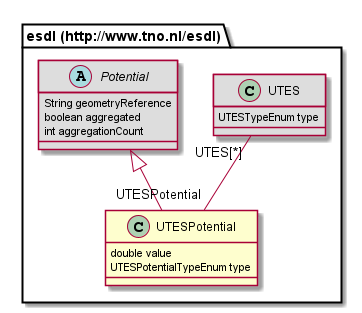 esdl (http://www.tno.nl/esdl)
A Potential
String geometryReference
boolean aggregated
int aggregationCount
C UTES
UTESTypeEnum type
UTES[*]
UTESPotential
C UTESPotential
double value
UTESPotentialTypeEnum type